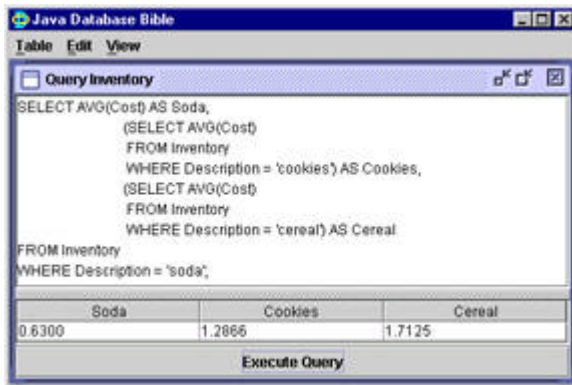 Java Database Bible
Table Edit View
Query Inventory
SELECT AVG(Cost) AS Soda,
(SELECT AVG(Cost)
FROM Inventory
WHERE Description = 'cookies') AS Cookies,
(SELECT AVG(Cost)
FROM Inventory
WHERE Description = 'cereal') AS Cereal
FROM Inventory
WHERE Description = 'soda';
Soda Cookies Cereal
0.6300 1.2866 1.7125
Execute Query